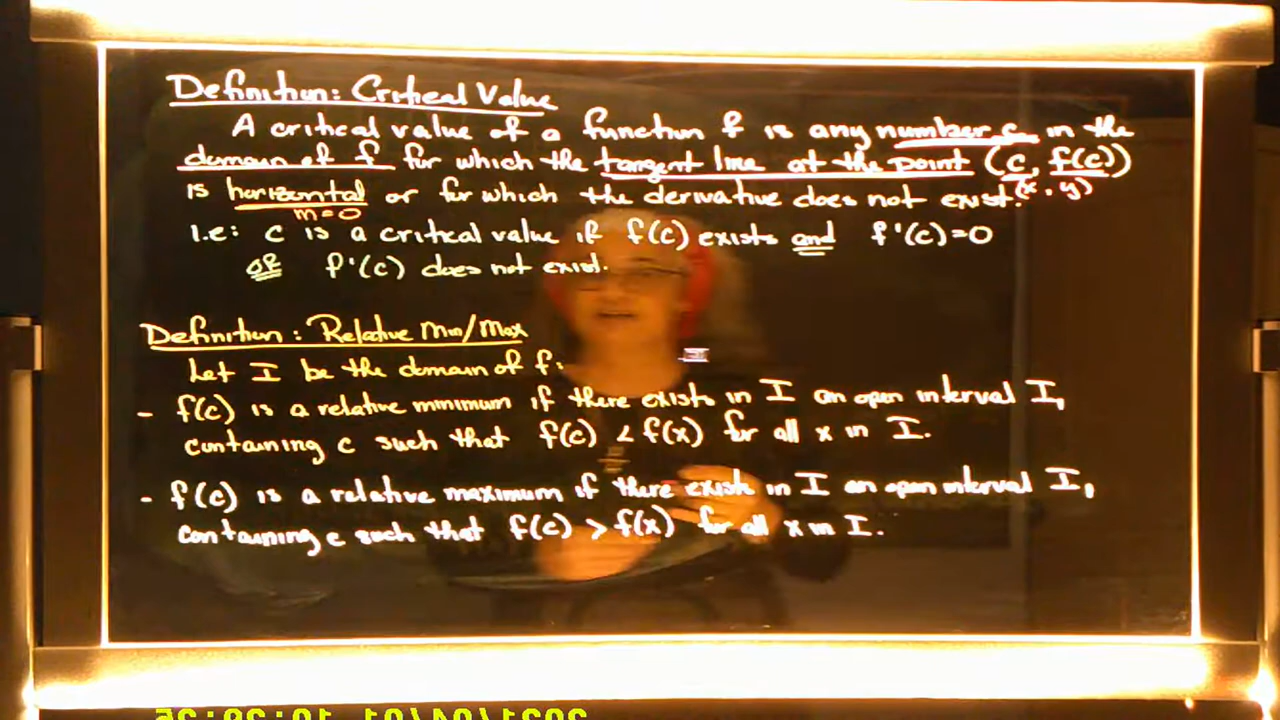 Definition: Critical Value
A critical value of a function f is any number c in the
domain of f for which the tangent line at the point (c, f(c))
is horizontal or for which the derivative does not exist. (x, y)
m=0
i.e: c is a critical value if f(c) exists and f'(c)=0
or f'(c) does not exist.
Definition: Relative Min/Max
Let I be the domain of f:
- f(c) is a relative minimum if there exists in I an open interval I₁
containing c such that f(c) < f(x) for all x in I.
- f(c) is a relative maximum if there exists in I an open interval I₁
containing c such that f(c) > f(x) for all x in I.